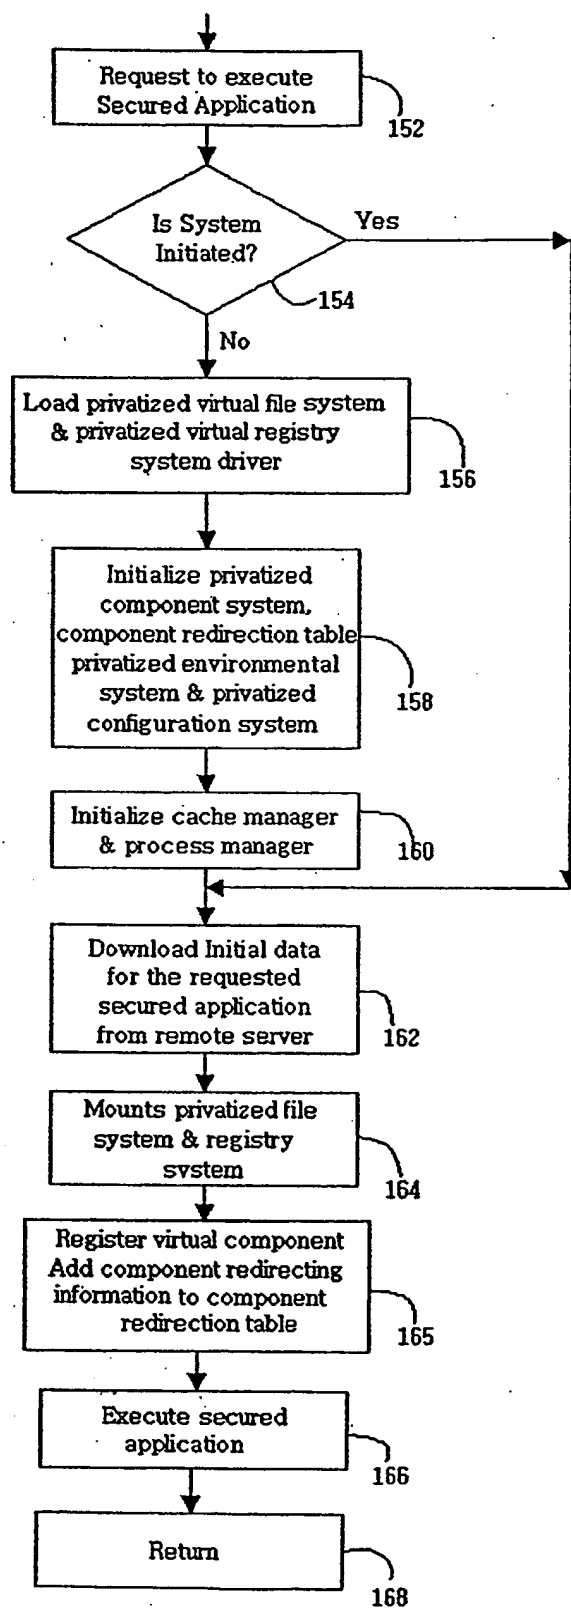 Request to execute
Secured Application
152
Is System
Initiated?
Yes
154
No
Load privatized virtual file system
& privatized virtual registry
system driver
156
Initialize privatized
component system,
component redirection table
privatized environmental
system & privatized
configuration system
158
Initialize cache manager
& process manager
160
Download Initial data
for the requested
secured application
from remote server
162
Mounts privatized file
system & registry
system
164
Register virtual component
Add component redirecting
information to component
redirection table
165
Execute secured
application
166
Return
168